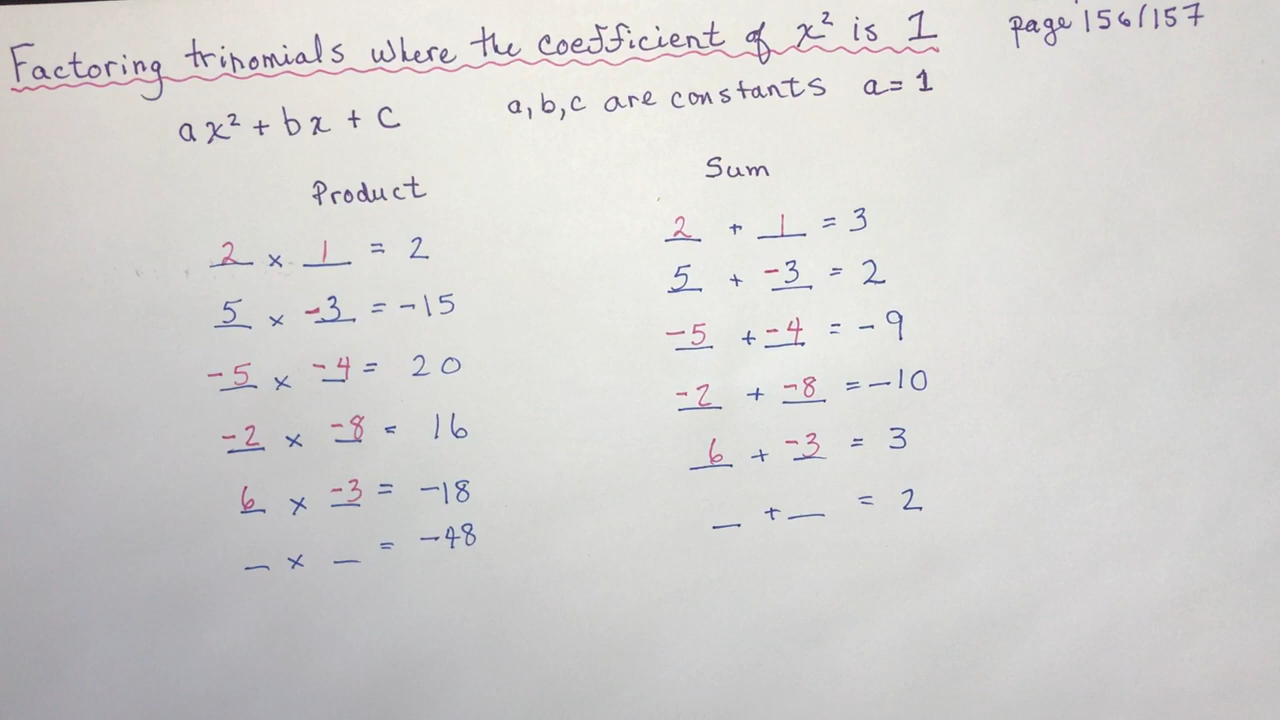 Factoring trinomials where the coefficient of x² is 1 page 156/157
ax² + bx + c a, b, c are constants a = 1
Product Sum
2 × 1 = 2 2 + 1 = 3
5 × -3 = -15 5 + -3 = 2
-5 × -4 = 20 -5 + -4 = -9
-2 × -8 = 16 -2 + -8 = -10
6 × -3 = -18 6 + -3 = 3
_ × _ = -48 _ + _ = 2